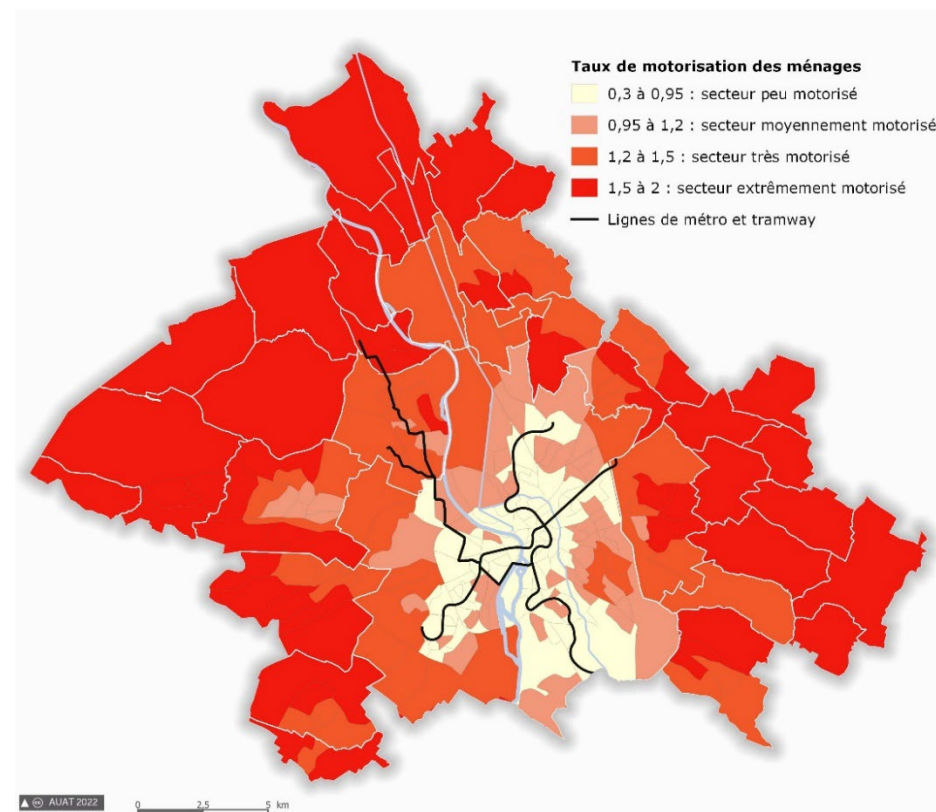 Taux de motorisation des ménages
0,3 à 0,95 : secteur peu motorisé
0,95 à 1,2 : secteur moyennement motorisé
1,2 à 1,5 : secteur très motorisé
1,5 à 2 : secteur extrêmement motorisé
Lignes de métro et tramway
AUAT 2022
0 2,5 5 km